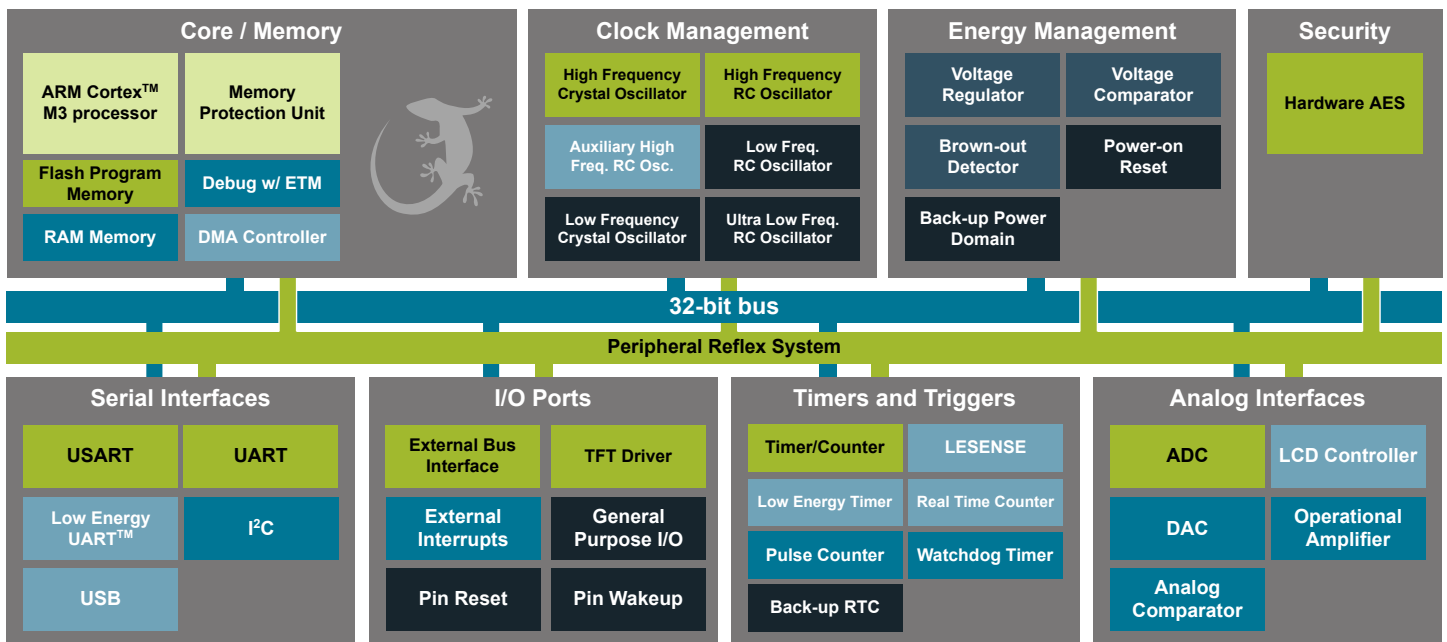 Core / Memory
ARM Cortex™
M3 processor
Memory
Protection Unit
Flash Program
Memory
Debug w/ ETM
RAM Memory
DMA Controller
Clock Management
High Frequency
Crystal Oscillator
High Frequency
RC Oscillator
Auxiliary High
Freq. RC Osc.
Low Freq.
RC Oscillator
Low Frequency
Crystal Oscillator
Ultra Low Freq.
RC Oscillator
Energy Management
Voltage
Regulator
Voltage
Comparator
Brown-out
Detector
Power-on
Reset
Back-up Power
Domain
Security
Hardware AES
32-bit bus
Peripheral Reflex System
Serial Interfaces
USART
UART
Low Energy
UART™
I²C
USB
I/O Ports
External Bus
Interface
TFT Driver
External
Interrupts
General
Purpose I/O
Pin Reset
Pin Wakeup
Timers and Triggers
Timer/Counter
LESENSE
Low Energy Timer
Real Time Counter
Pulse Counter
Watchdog Timer
Back-up RTC
Analog Interfaces
ADC
LCD Controller
DAC
Operational
Amplifier
Analog
Comparator